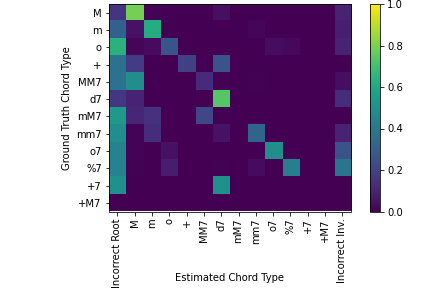 Ground Truth Chord Type
M
m
o
+
MM7
d7
mM7
mm7
o7
%7
+7
+M7
Incorrect Root
M
m
o
+
MM7
d7
mM7
mm7
o7
%7
+7
+M7
Incorrect Inv.
Estimated Chord Type
1.0
0.8
0.6
0.4
0.2
0.0